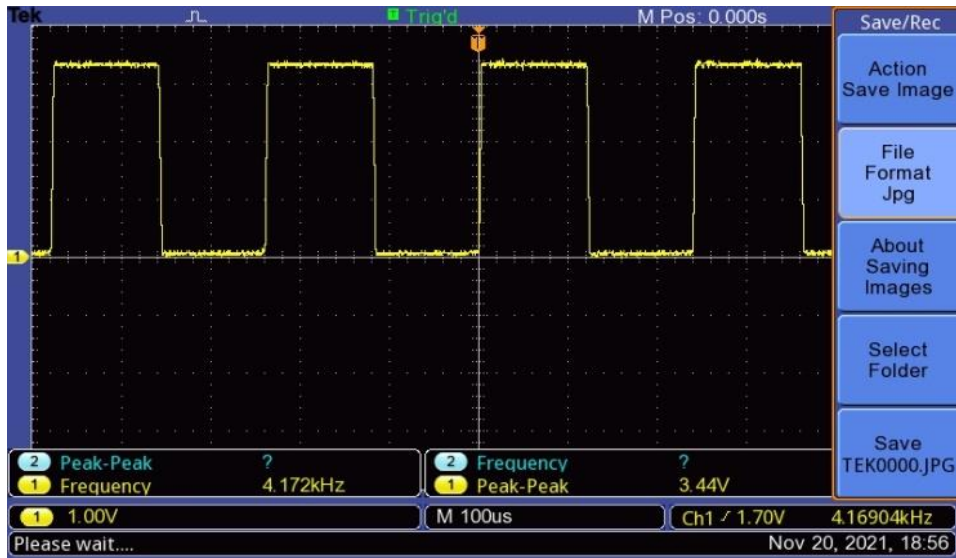 Tek
T Trig'd
M Pos: 0.000s
Save/Rec
T
Action
Save Image
File
Format
Jpg
1
About
Saving
Images
Select
Folder
Save
TEK0000.JPG
2 Peak-Peak ?
1 Frequency 4.172kHz
2 Frequency ?
1 Peak-Peak 3.44V
1 1.00V
M 100us
Ch1 1.70V 4.16904kHz
Please wait....
Nov 20, 2021, 18:56